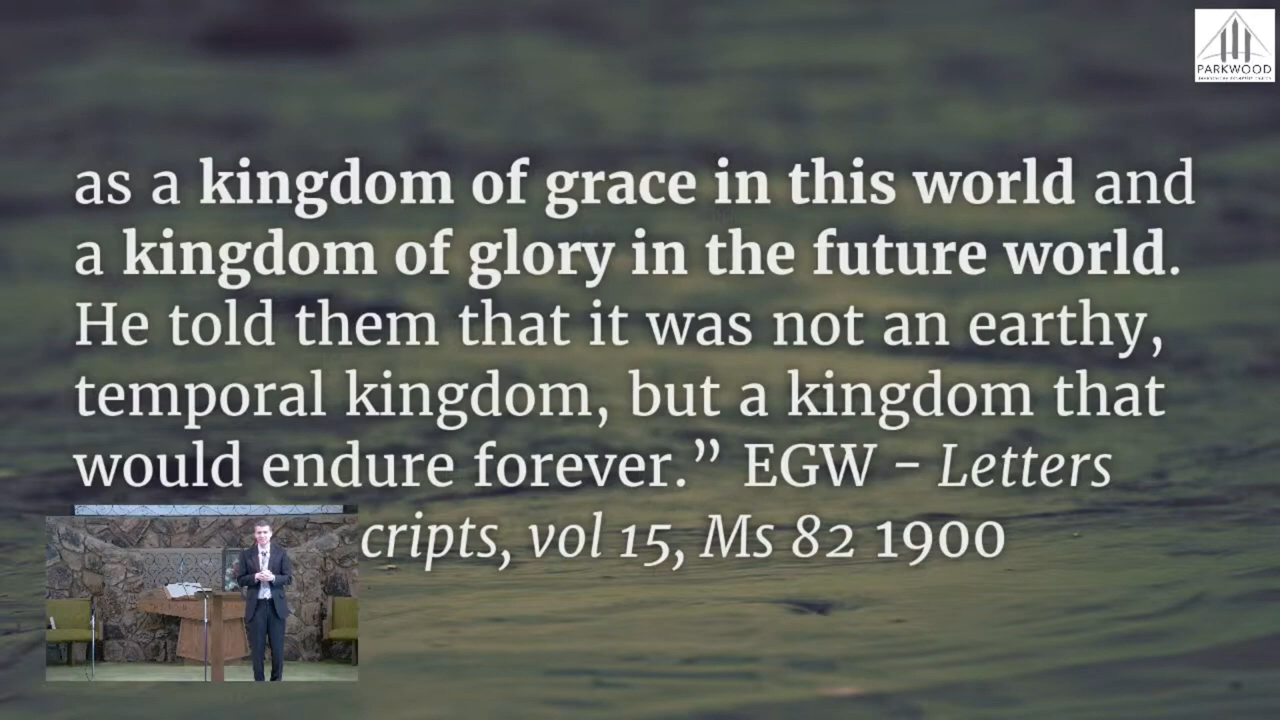 PARKWOOD
as a kingdom of grace in this world and
a kingdom of glory in the future world.
He told them that it was not an earthy,
temporal kingdom, but a kingdom that
would endure forever.” EGW – Letters
cripts, vol 15, Ms 82 1900